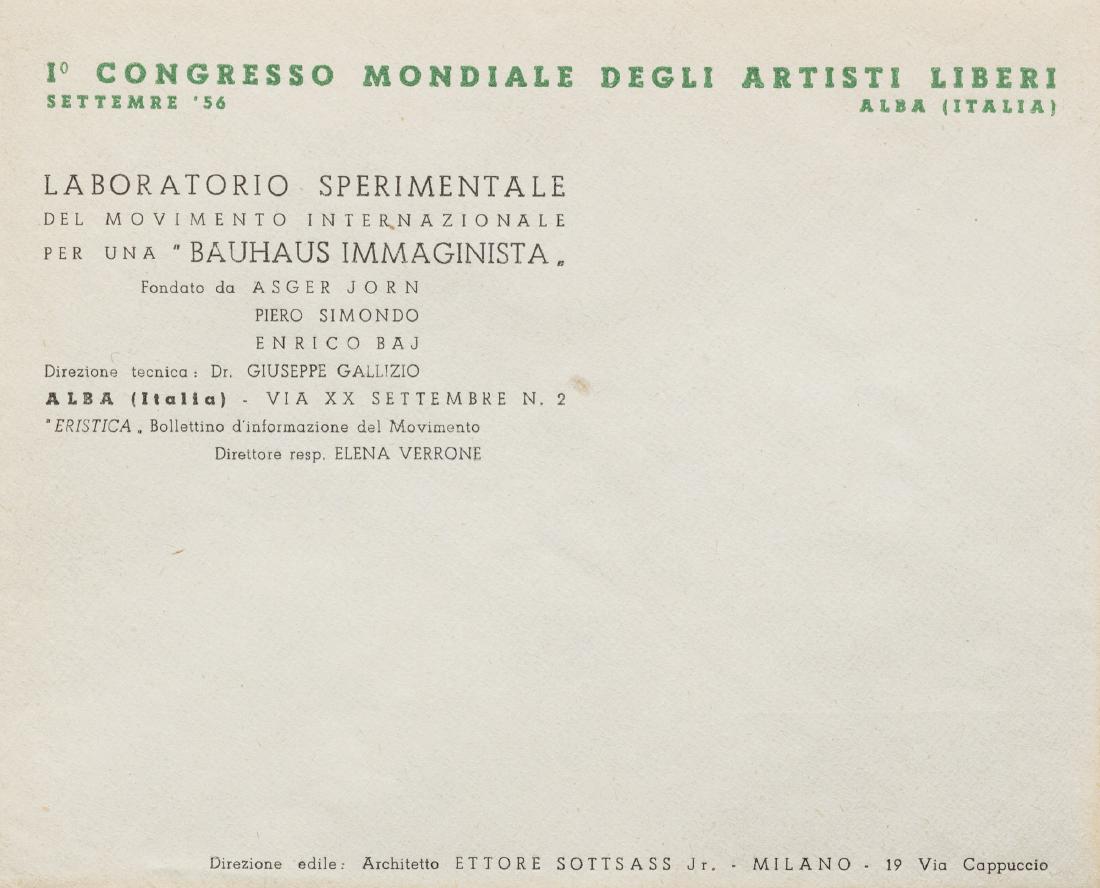 Iº CONGRESSO MONDIALE DEGLI ARTISTI LIBERI
SETTEMRE '56 ALBA (ITALIA)
LABORATORIO SPERIMENTALE
DEL MOVIMENTO INTERNAZIONALE
PER UNA " BAUHAUS IMMAGINISTA „
Fondato da ASGER JORN
PIERO SIMONDO
ENRICO BAJ
Direzione tecnica: Dr. GIUSEPPE GALLIZIO
ALBA (Italia) - VIA XX SETTEMBRE N. 2
"ERISTICA „ Bollettino d'informazione del Movimento
Direttore resp. ELENA VERRONE
Direzione edile: Architetto ETTORE SOTTSASS Jr. - MILANO - 19 Via Cappuccio